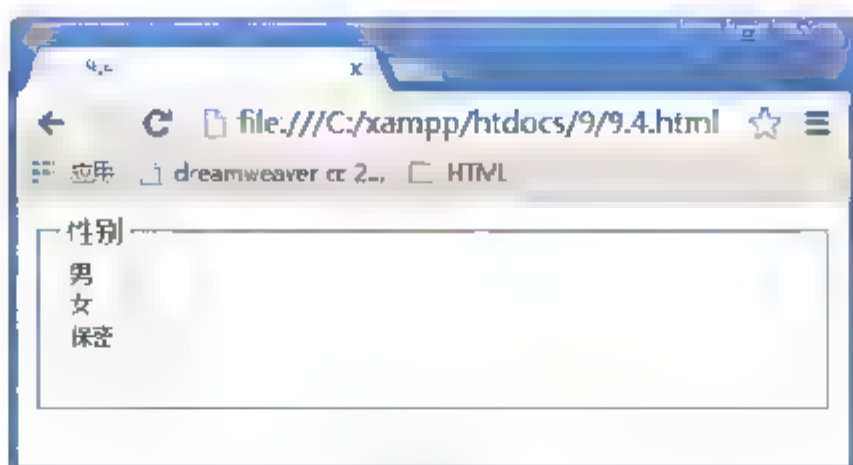 file:///C:/xampp/htdocs/9/9.4.html
应用 dreamweaver cc 2... HTML
性别
男
女
保密